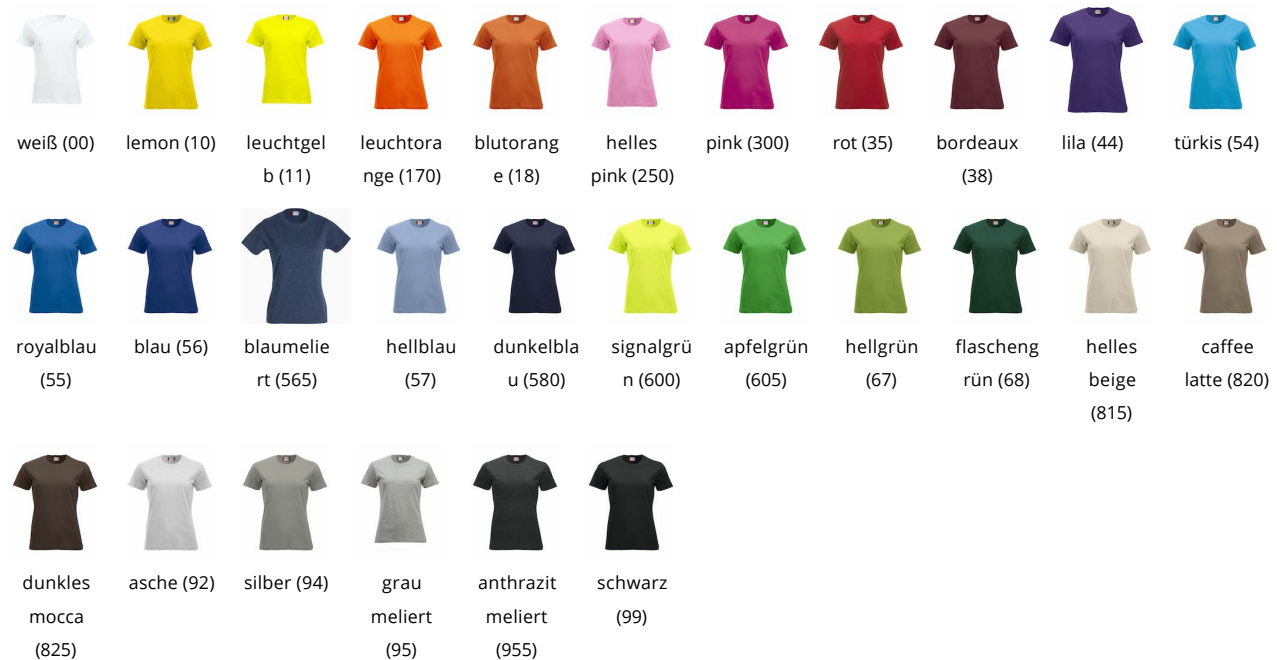 weiß (00) lemon (10) leuchtgel leuchtora blutorang helles pink (300) rot (35) bordeaux lila (44) türkis (54)
b (11) nge (170) e (18) pink (250) (38)
royalblau blau (56) blaumelie hellblau dunkelbla signalgrü apfelgrün hellgrün flascheng helles caffee
(55) rt (565) (57) u (580) n (600) (605) (67) rün (68) beige latte (820)
(815)
dunkles asche (92) silber (94) grau anthrazit schwarz
mocca meliert meliert (99)
(825) (95) (955)